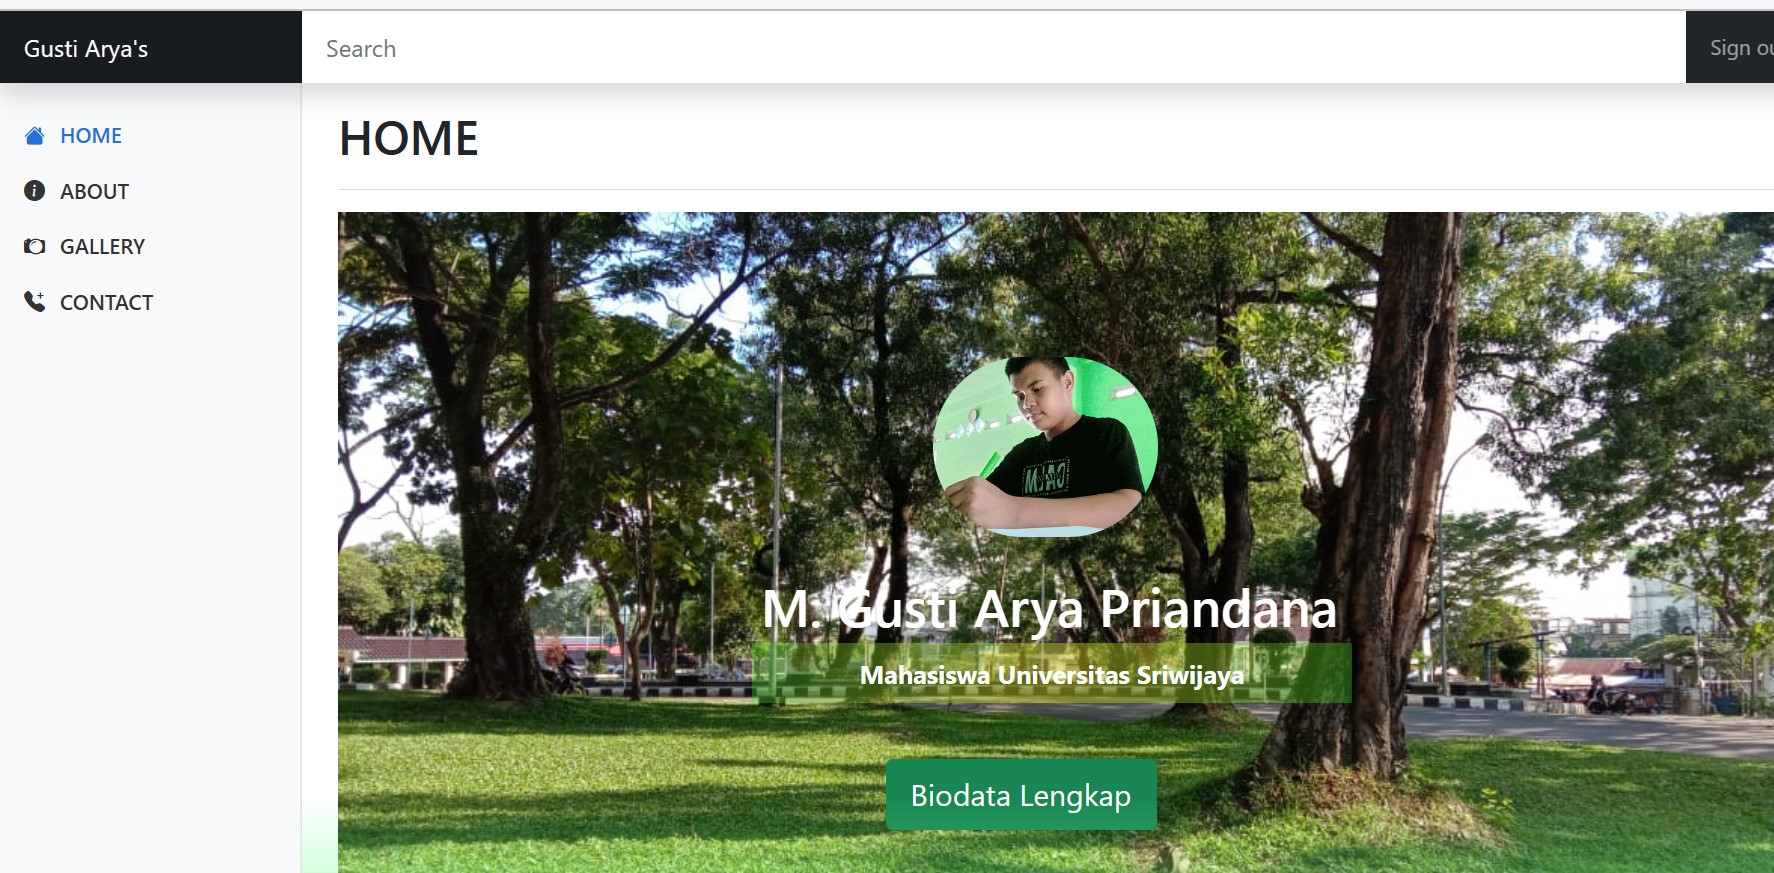 Gusti Arya's
Search
Sign ou
HOME
ABOUT
GALLERY
CONTACT
HOME
M. Gusti Arya Priandana
Mahasiswa Universitas Sriwijaya
Biodata Lengkap